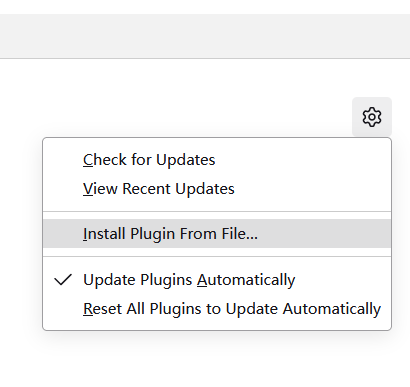 Check for Updates
View Recent Updates
Install Plugin From File...
Update Plugins Automatically
Reset All Plugins to Update Automatically